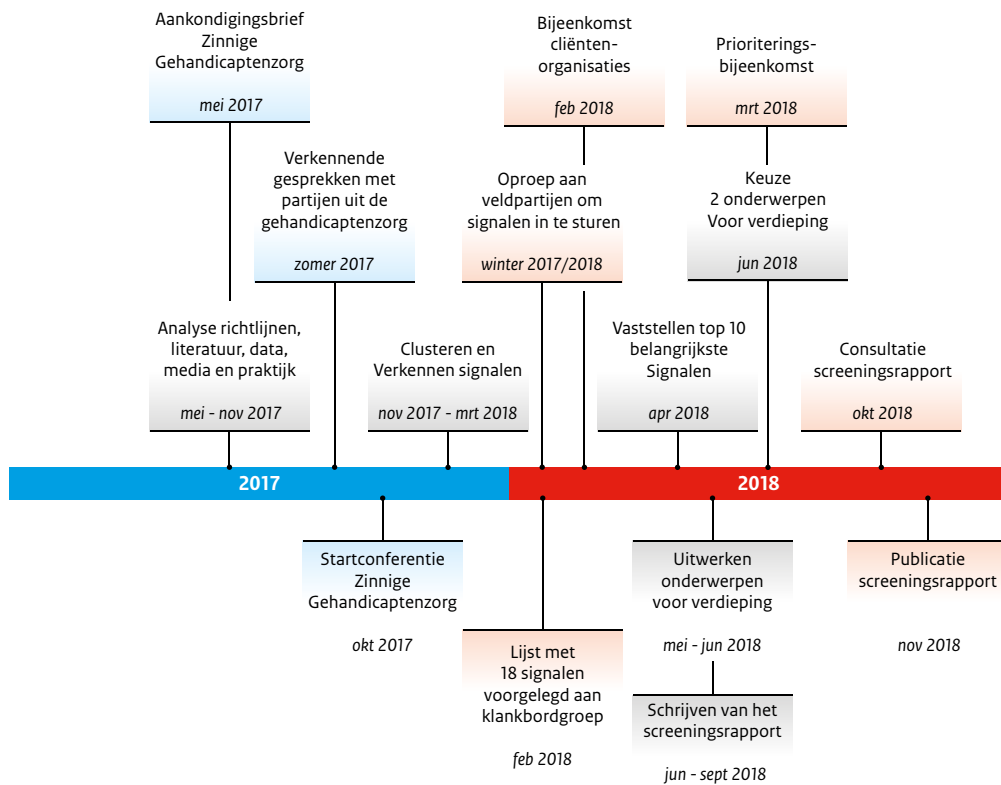 Aankondigingsbrief
Zinnige
Gehandicaptenzorg
mei 2017
Bijeenkomst
cliënten-
organisaties
feb 2018
Prioriterings-
bijeenkomst
mrt 2018
Verkennende
gesprekken met
partijen uit de
gehandicaptenzorg
zomer 2017
Oproep aan
veldpartijen om
signalen in te sturen
winter 2017/2018
Keuze
2 onderwerpen
Voor verdieping
jun 2018
Analyse richtlijnen,
literatuur, data,
media en praktijk
mei - nov 2017
Clusteren en
Verkennen signalen
nov 2017 - mrt 2018
Vaststellen top 10
belangrijkste
Signalen
apr 2018
Consultatie
screeningsrapport
okt 2018
2017
2018
Startconferentie
Zinnige
Gehandicaptenzorg
okt 2017
Lijst met
18 signalen
voorgelegd aan
klankbordgroep
feb 2018
Uitwerken
onderwerpen
voor verdieping
mei - jun 2018
Schrijven van het
screeningsrapport
jun - sept 2018
Publicatie
screeningsrapport
nov 2018